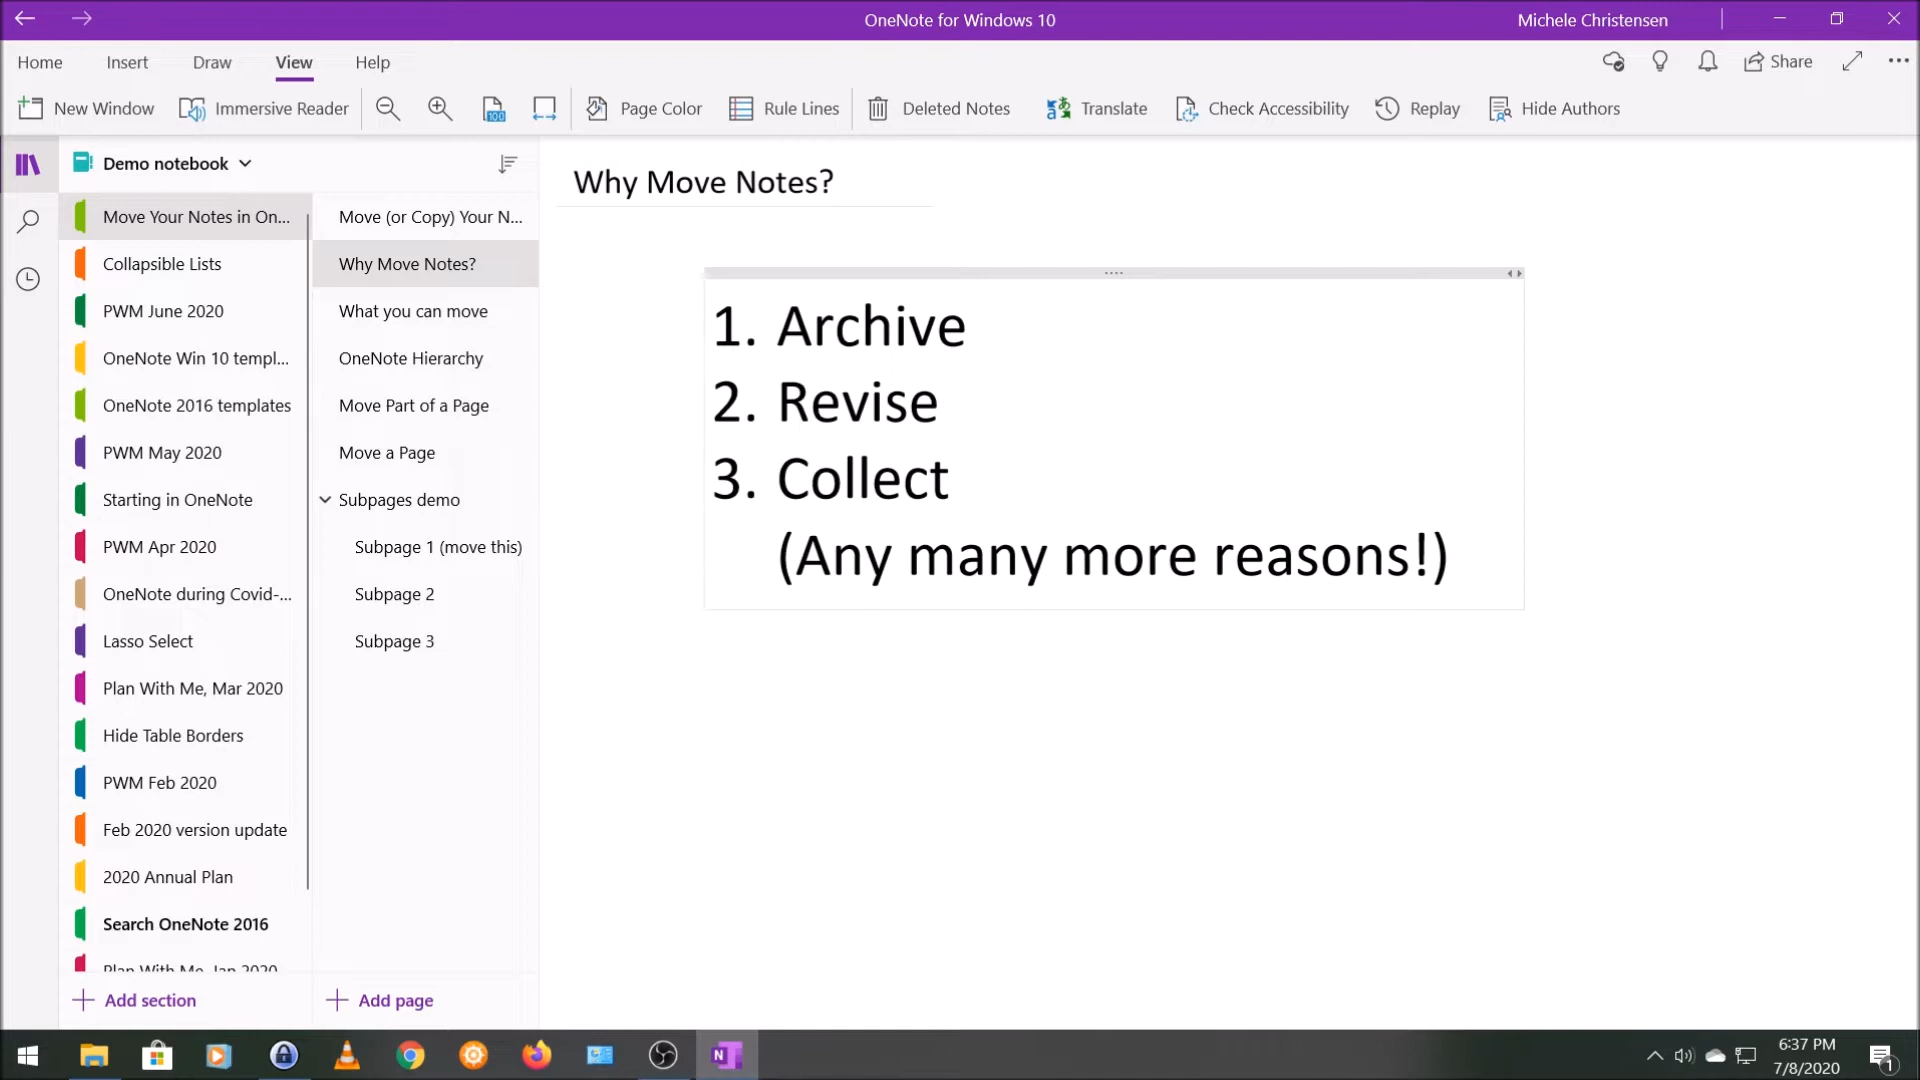 OneNote for Windows 10
Michele Christensen
Home Insert Draw View Help
Share
New Window Immersive Reader 100 Page Color Rule Lines Deleted Notes Translate Check Accessibility Replay Hide Authors
Demo notebook
Move Your Notes in On...
Collapsible Lists
PWM June 2020
OneNote Win 10 templ...
OneNote 2016 templates
PWM May 2020
Starting in OneNote
PWM Apr 2020
OneNote during Covid-...
Lasso Select
Plan With Me, Mar 2020
Hide Table Borders
PWM Feb 2020
Feb 2020 version update
2020 Annual Plan
Search OneNote 2016
Plan With Me, Jan 2020
Add section
Move (or Copy) Your N...
Why Move Notes?
What you can move
OneNote Hierarchy
Move Part of a Page
Move a Page
Subpages demo
Subpage 1 (move this)
Subpage 2
Subpage 3
Add page
Why Move Notes?
1. Archive
2. Revise
3. Collect
(Any many more reasons!)
N
6:37 PM
7/8/2020
1